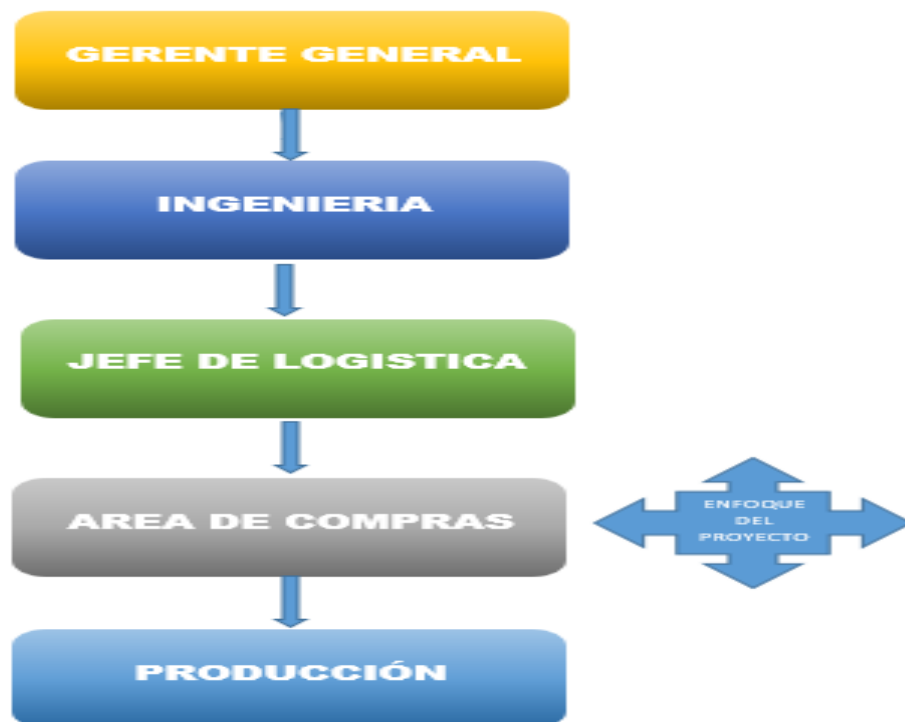 GERENTE GENERAL
INGENIERIA
JEFE DE LOGISTICA
AREA DE COMPRAS
ENFOQUE
DEL
PROYECTO
PRODUCCIÓN